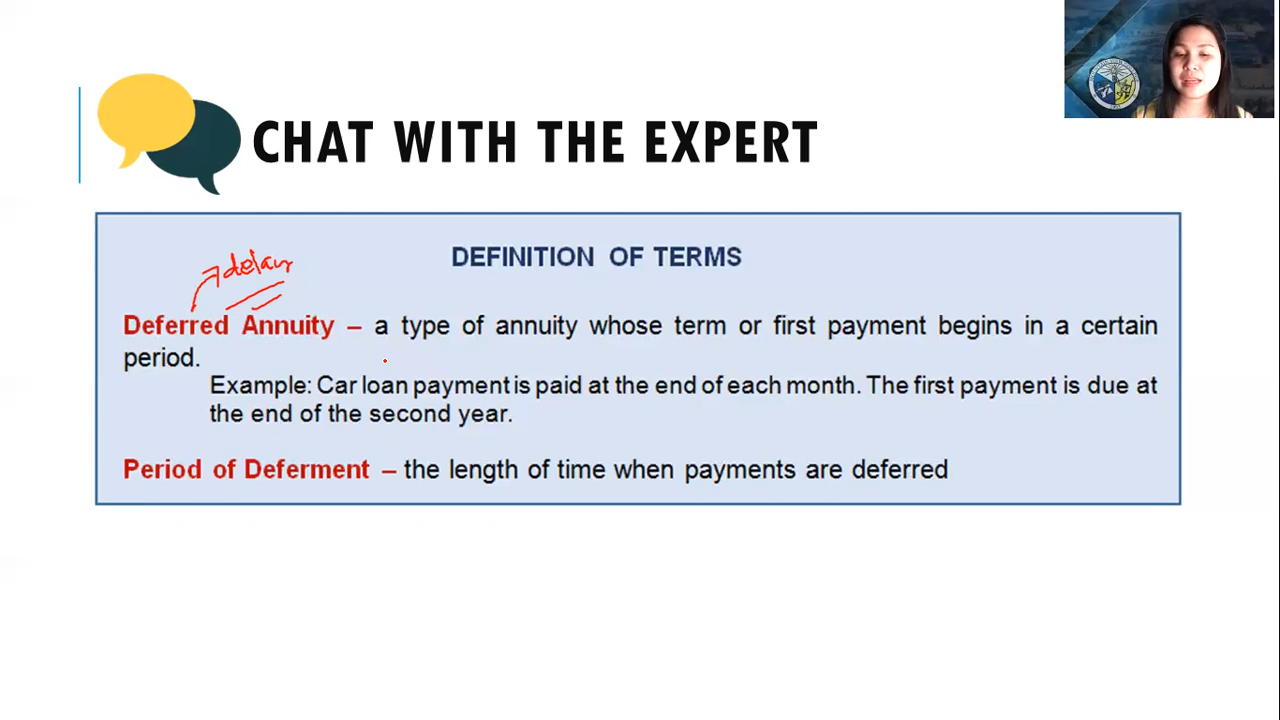 CHAT WITH THE EXPERT
DEFINITION OF TERMS
delay
Deferred Annuity – a type of annuity whose term or first payment begins in a certain
period.
Example: Car loan payment is paid at the end of each month. The first payment is due at
the end of the second year.
Period of Deferment – the length of time when payments are deferred